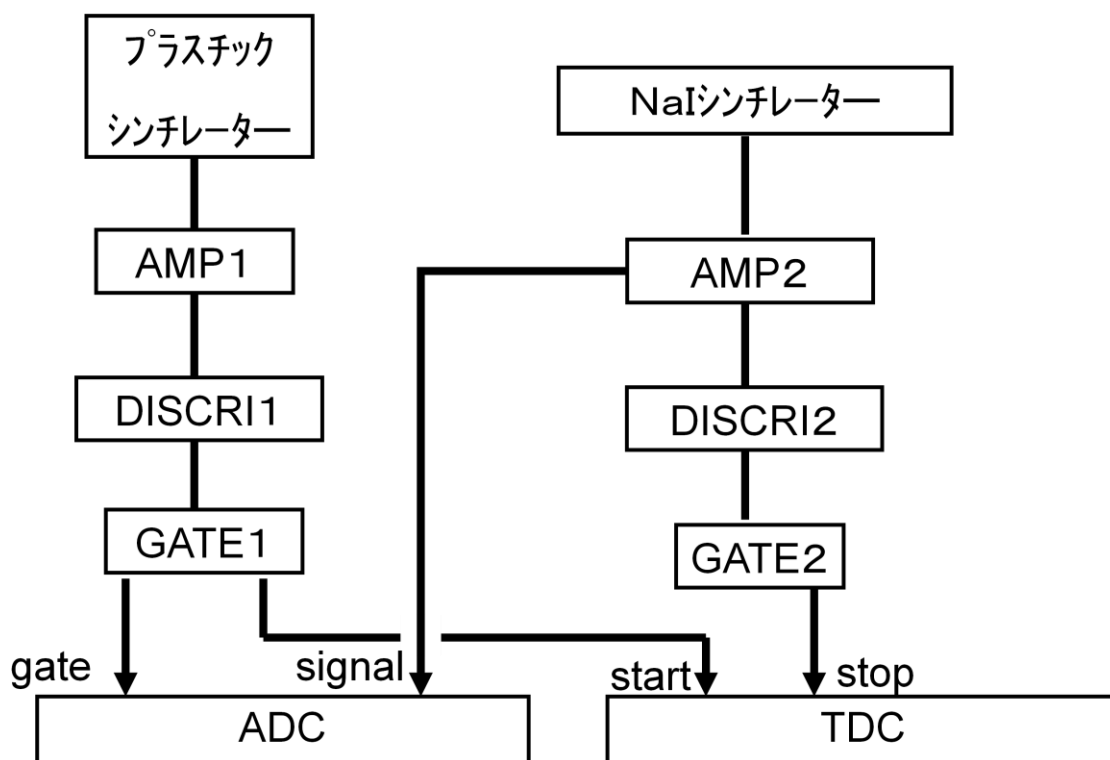 プラスチック
シンチレーター
NaIシンチレーター
AMP1
AMP2
DISCRI1
DISCRI2
GATE1
GATE2
gate
signal
start
stop
ADC
TDC